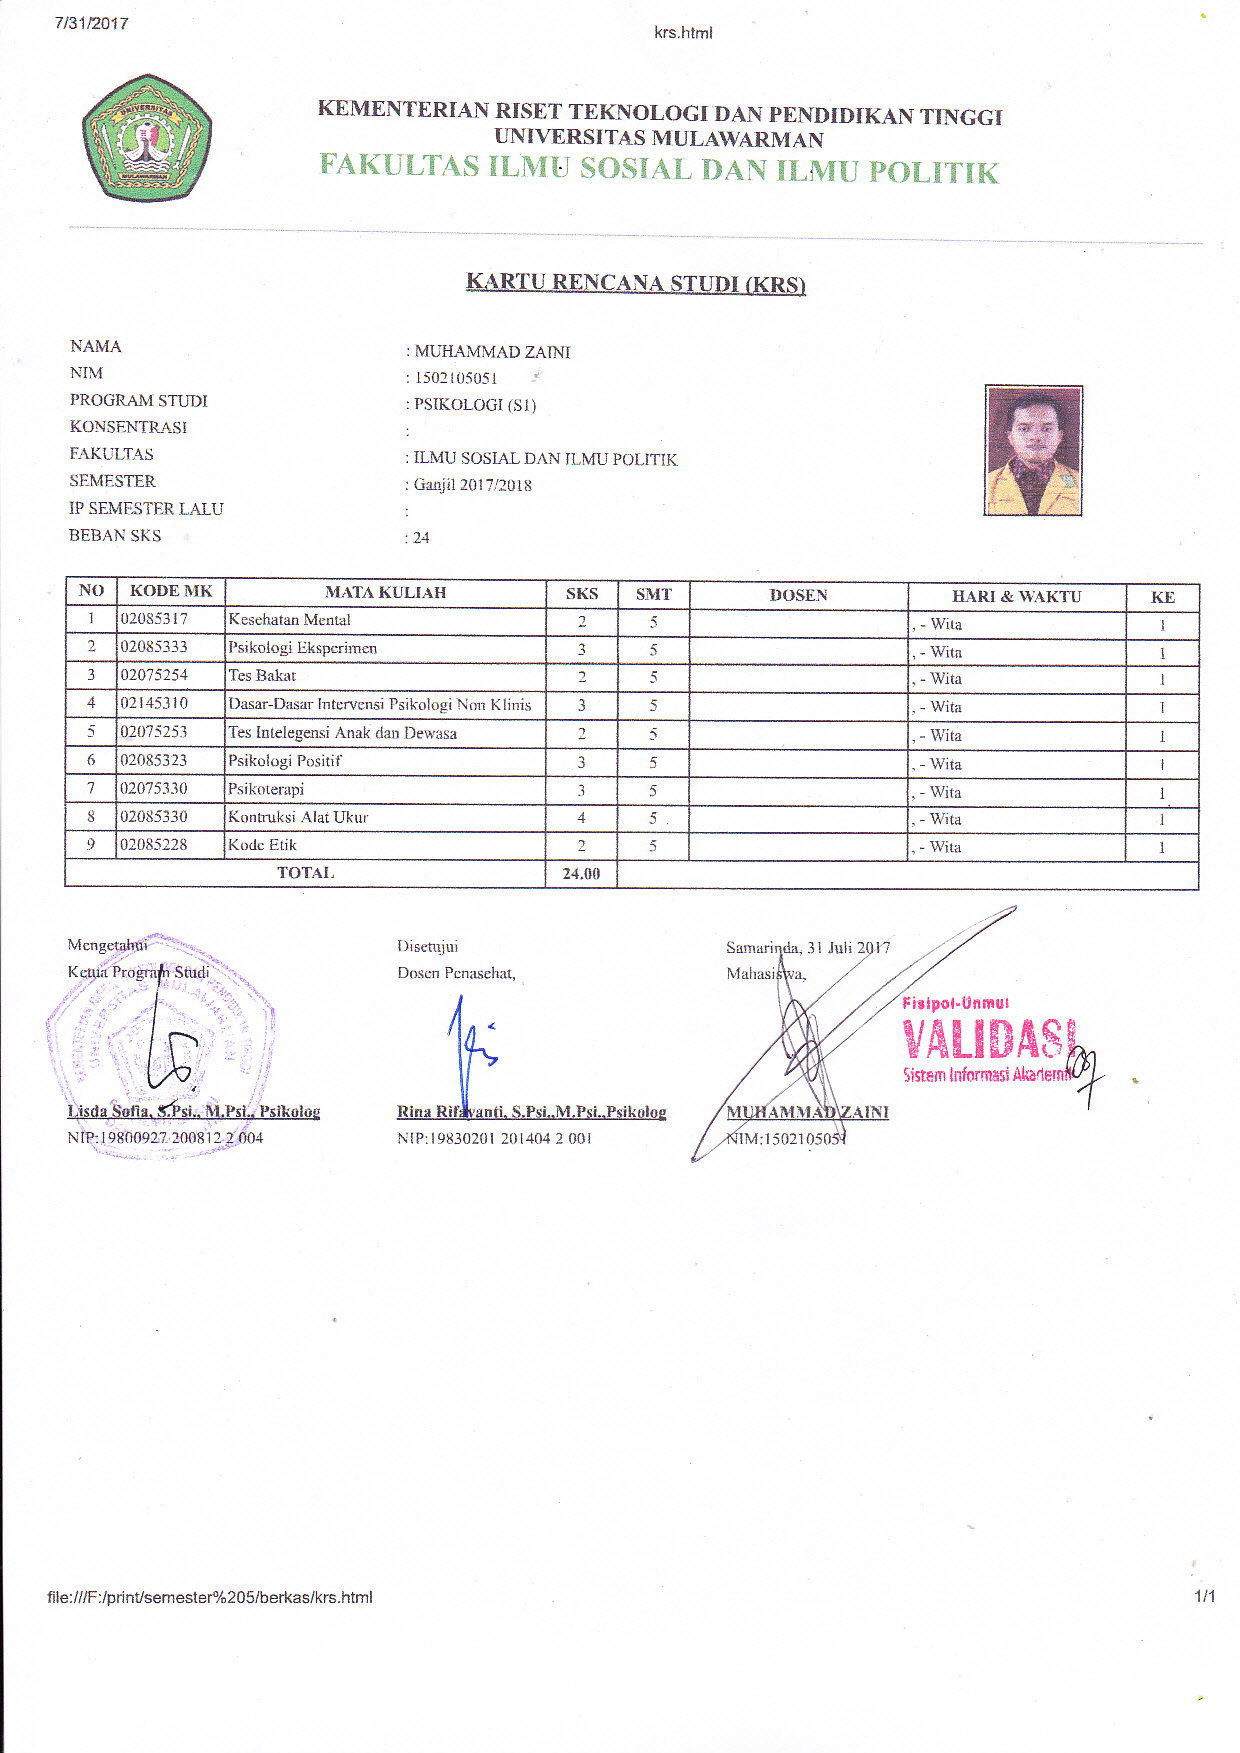 7/31/2017
krs.html
UNIVERSITAS
MULAWARMAN
KEMENTERIAN RISET TEKNOLOGI DAN PENDIDIKAN TINGGI
UNIVERSITAS MULAWARMAN
FAKULTAS ILMU SOSIAL DAN ILMU POLITIK
KARTU RENCANA STUDI (KRS)
NAMA : MUHAMMAD ZAINI
NIM : 1502105051
PROGRAM STUDI : PSIKOLOGI (S1)
KONSENTRASI :
FAKULTAS : ILMU SOSIAL DAN ILMU POLITIK
SEMESTER : Ganjil 2017/2018
IP SEMESTER LALU :
BEBAN SKS : 24
NO KODE MK MATA KULIAH SKS SMT DOSEN HARI & WAKTU KE
1 02085317 Kesehatan Mental 2 5 , - Wita 1
2 02085333 Psikologi Eksperimen 3 5 , - Wita 1
3 02075254 Tes Bakat 2 5 , - Wita 1
4 02145310 Dasar-Dasar Intervensi Psikologi Non Klinis 3 5 , - Wita 1
5 02075253 Tes Intelegensi Anak dan Dewasa 2 5 , - Wita 1
6 02085323 Psikologi Positif 3 5 , - Wita 1
7 02075330 Psikoterapi 3 5 , - Wita 1
8 02085330 Kontruksi Alat Ukur 4 5 , - Wita 1
9 02085228 Kode Etik 2 5 , - Wita 1
TOTAL 24.00
Mengetahui Disetujui Samarinda, 31 Juli 2017
Ketua Program Studi Dosen Penasehat, Mahasiswa,
UNIVERSITAS MULAWARMAN
Fisipol-Unmul
VALIDASI
Sistem Informasi Akademik
Lisda Sofia, S.Psi., M.Psi., Psikolog Rina Rifayanti, S.Psi.,M.Psi.,Psikolog MUHAMMAD ZAINI
NIP:19800927 200812 2 004 NIP:19830201 201404 2 001 NIM:1502105051
file:///F:/print/semester%205/berkas/krs.html 1/1